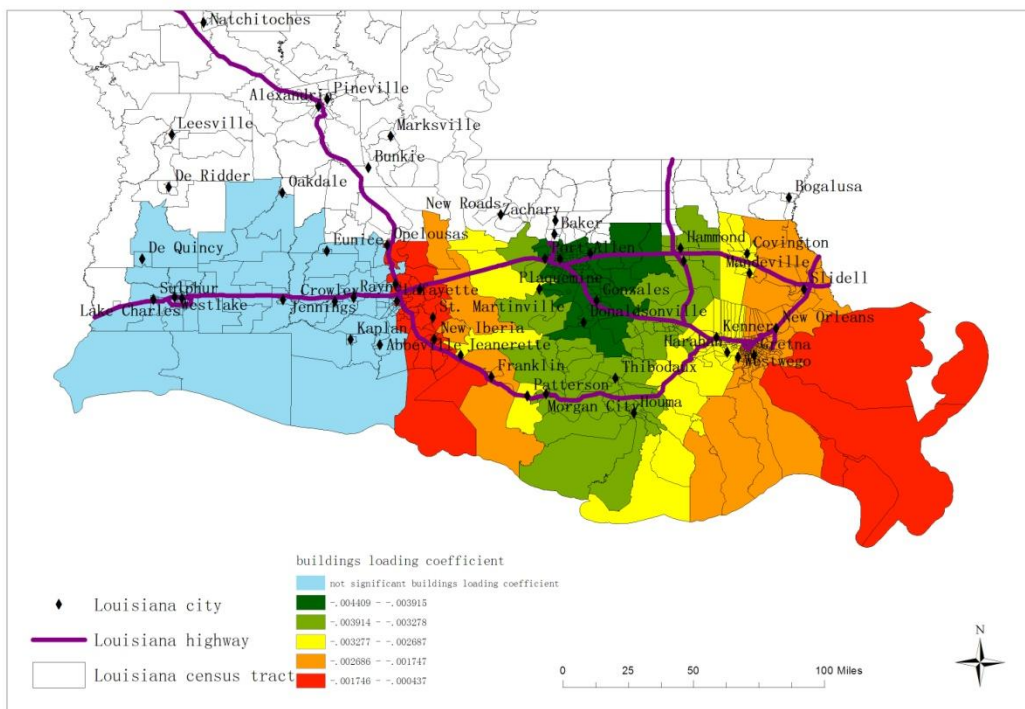 Natchitoches
Pineville
Alexandria
Leesville
Marksville
Bunkie
De Ridder
Oakdale
Bogalusa
New Roads
Zachary
Baker
Eunice
Opelousas
Hammond
Covington
De Quincy
Port Allen
Mandeville
Plaquemine
Slidell
Sulphur
Westlake
Crowley
Rayne
Lafayette
Gonzales
Lake Charles
Jennings
St. Martinville
Donaldsonville
New Orleans
Kaplan
New Iberia
Kenner
Harahan
Abbeville
Jeanerette
Gretna
Westwego
Franklin
Thibodaux
Patterson
Morgan City
Houma
buildings loading coefficient
not significant buildings loading coefficient
-.004409 - -.003915
-.003914 - -.003278
-.003277 - -.002687
-.002686 - -.001747
-.001746 - -.000437
Louisiana city
Louisiana highway
Louisiana census tract
N
0 25 50 100 Miles